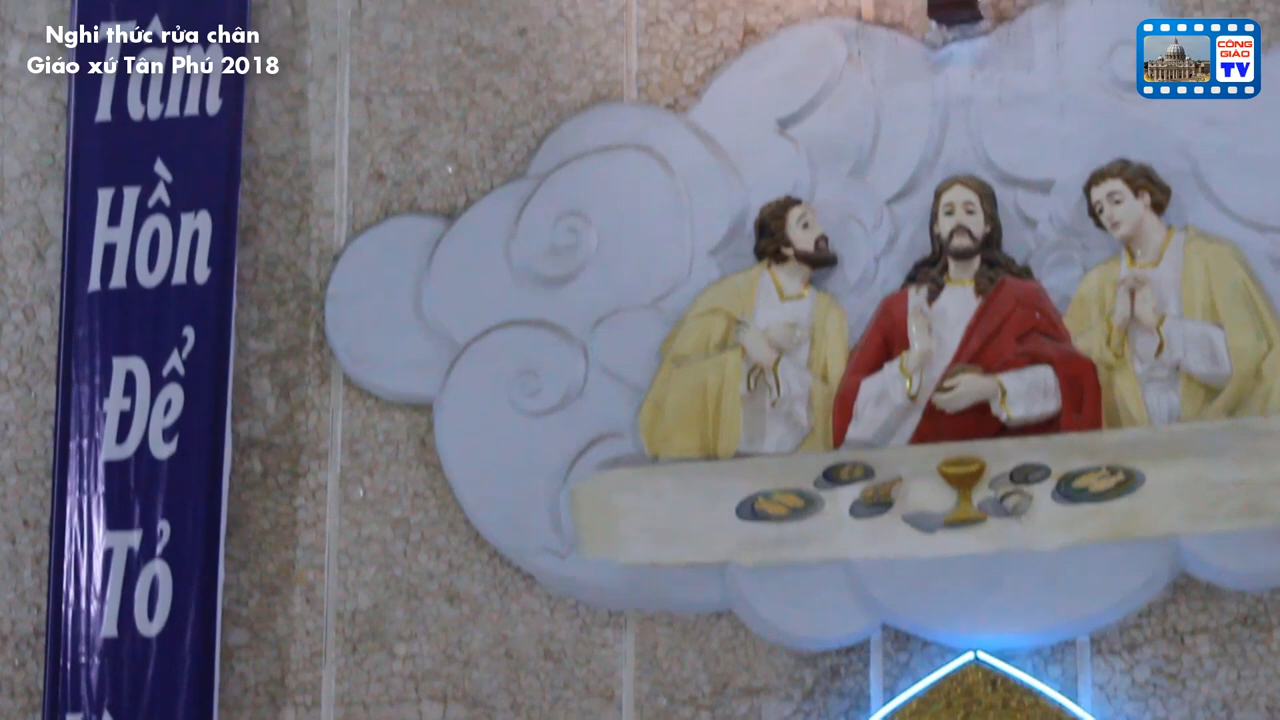 Nghi thức rửa chân
Giáo xứ Tân Phú 2018
CÔNG
GIÁO
TV
Tâm
Hồn
Để
Tỏ